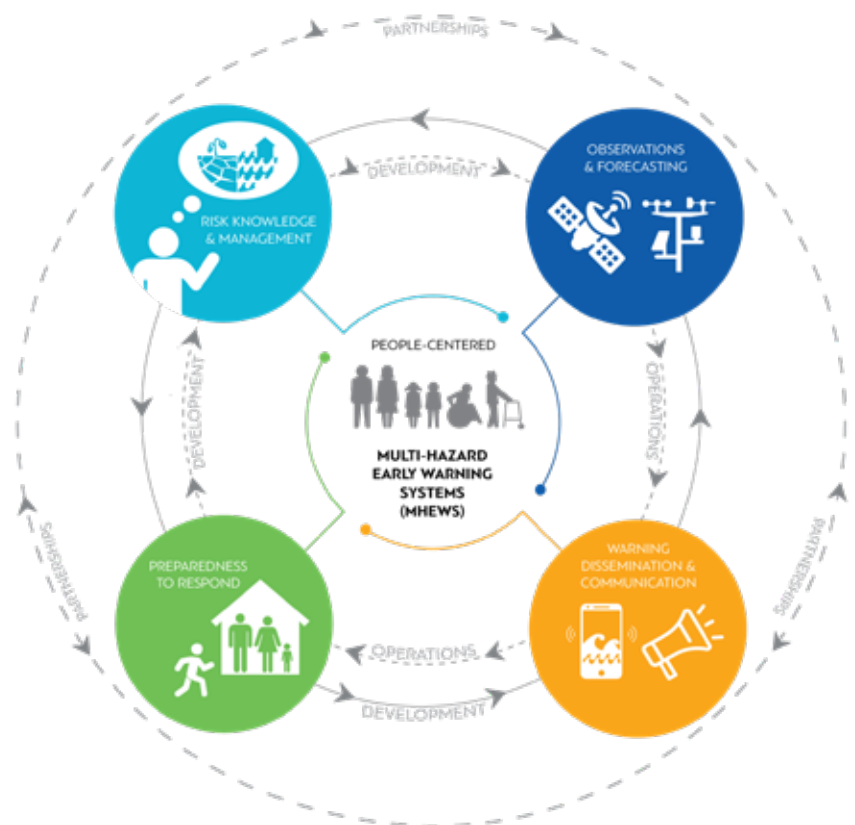 PARTNERSHIPS
OBSERVATIONS
& FORECASTING
DEVELOPMENT
RISK KNOWLEDGE
& MANAGEMENT
PEOPLE-CENTERED
DEVELOPMENT
OPERATIONS
MULTI-HAZARD
EARLY WARNING
SYSTEMS
(MHEWS)
PARTNERSHIPS
PREPAREDNESS
TO RESPOND
WARNING
DISSEMINATION &
COMMUNICATION
PARTNERSHIPS
OPERATIONS
DEVELOPMENT